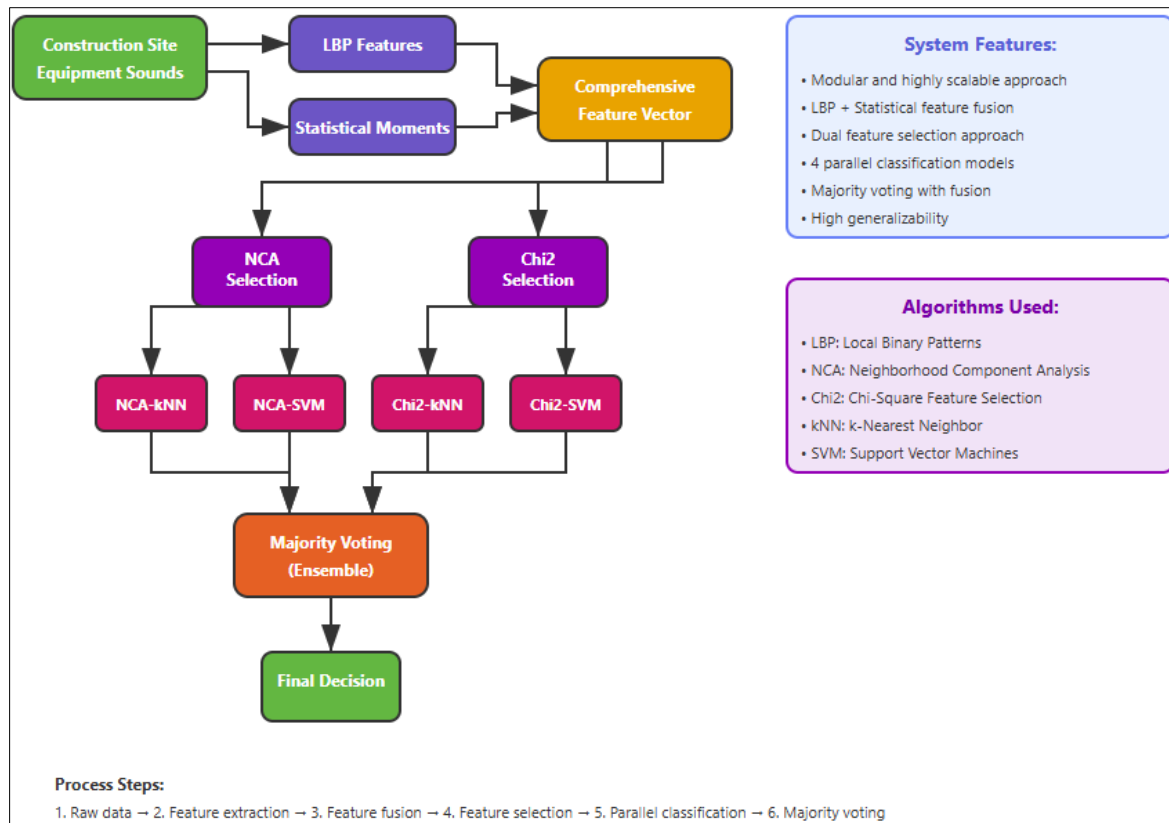 Construction Site
Equipment Sounds
LBP Features
Statistical Moments
Comprehensive
Feature Vector
NCA
Selection
Chi2
Selection
NCA-kNN
NCA-SVM
Chi2-kNN
Chi2-SVM
Majority Voting
(Ensemble)
Final Decision
System Features:
• Modular and highly scalable approach
• LBP + Statistical feature fusion
• Dual feature selection approach
• 4 parallel classification models
• Majority voting with fusion
• High generalizability
Algorithms Used:
• LBP: Local Binary Patterns
• NCA: Neighborhood Component Analysis
• Chi2: Chi-Square Feature Selection
• kNN: k-Nearest Neighbor
• SVM: Support Vector Machines
Process Steps:
1. Raw data → 2. Feature extraction → 3. Feature fusion → 4. Feature selection → 5. Parallel classification → 6. Majority voting